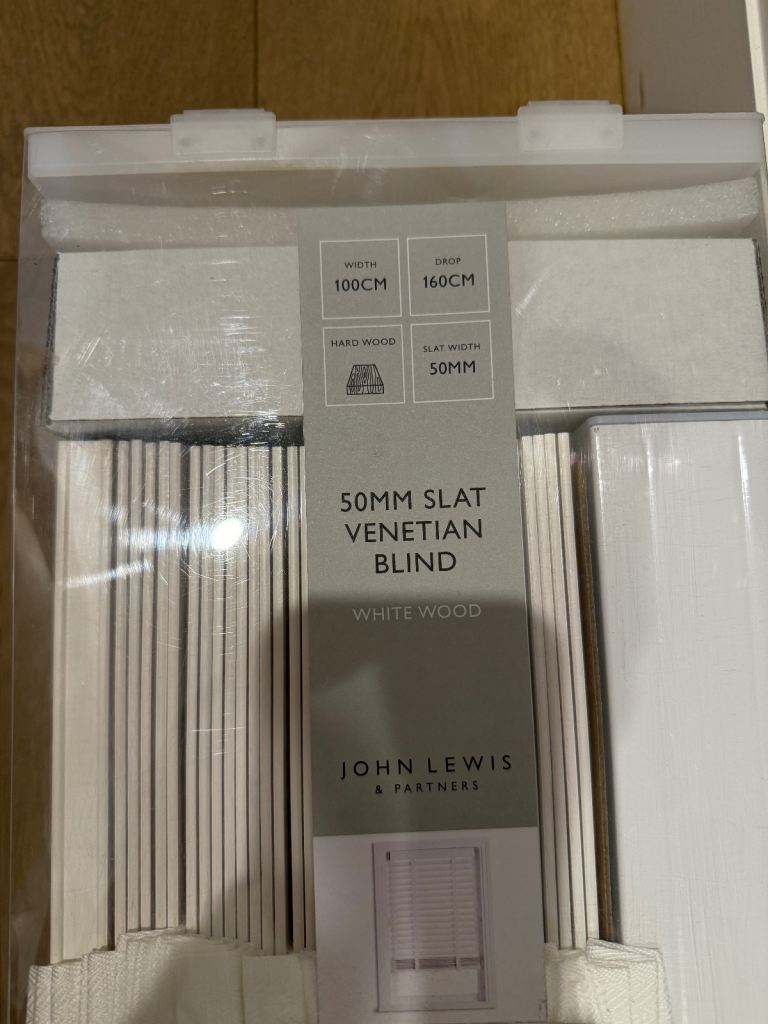 WIDTH
100CM
DROP
160CM
HARD WOOD
SLAT WIDTH
50MM
50MM SLAT
VENETIAN
BLIND
WHITE WOOD
JOHN LEWIS
& PARTNERS